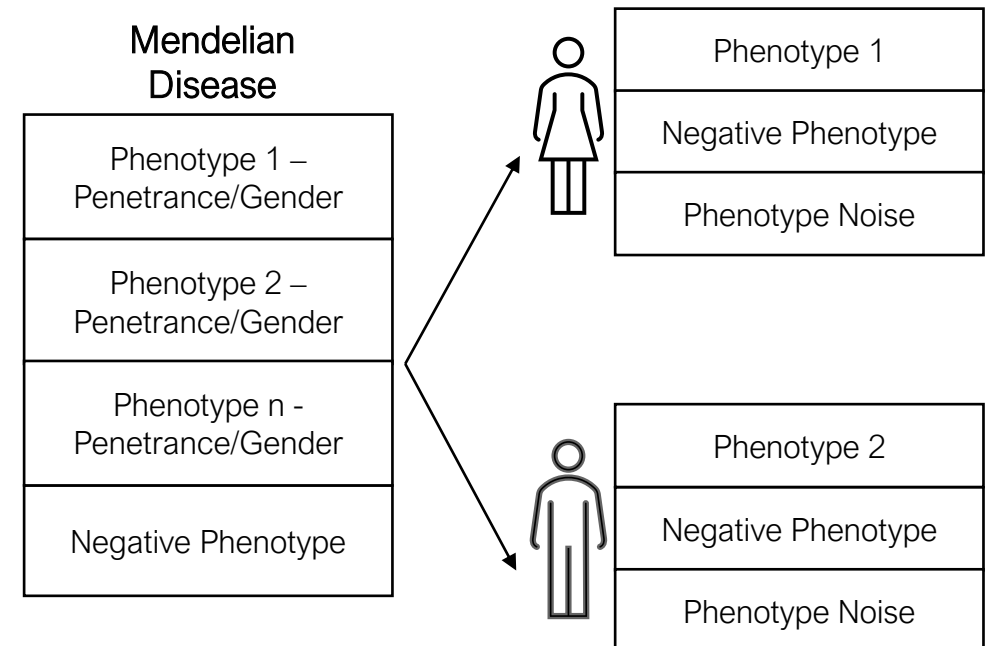 Mendelian
Disease
Phenotype 1 –
Penetrance/Gender
Phenotype 2 –
Penetrance/Gender
Phenotype n -
Penetrance/Gender
Negative Phenotype
Phenotype 1
Negative Phenotype
Phenotype Noise
Phenotype 2
Negative Phenotype
Phenotype Noise